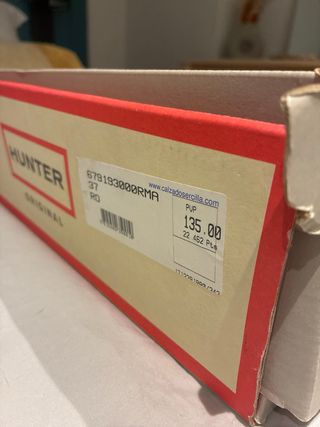 HUNTER
ORIGINAL
www.calzadosercilla.com
679193000RMA
37
RD
PVP
135.00
22 462 Pts